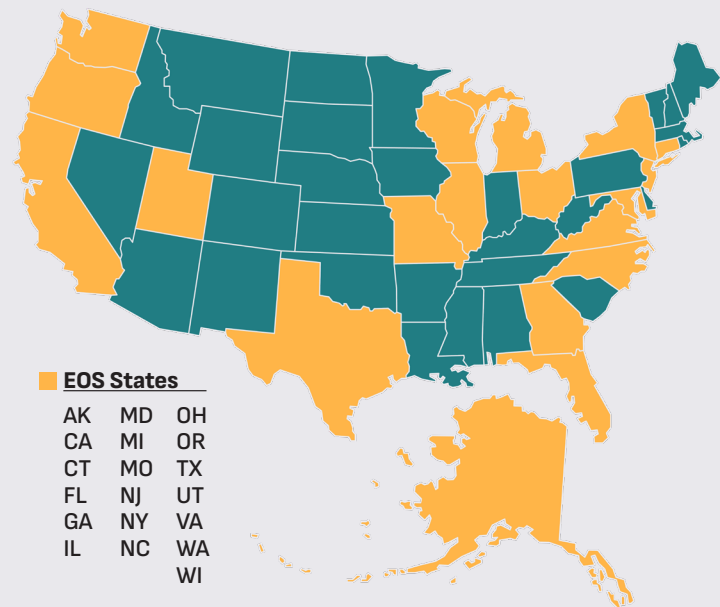 EOS States
AK MD OH
CA MI OR
CT MO TX
FL NJ UT
GA NY VA
IL NC WA
WI